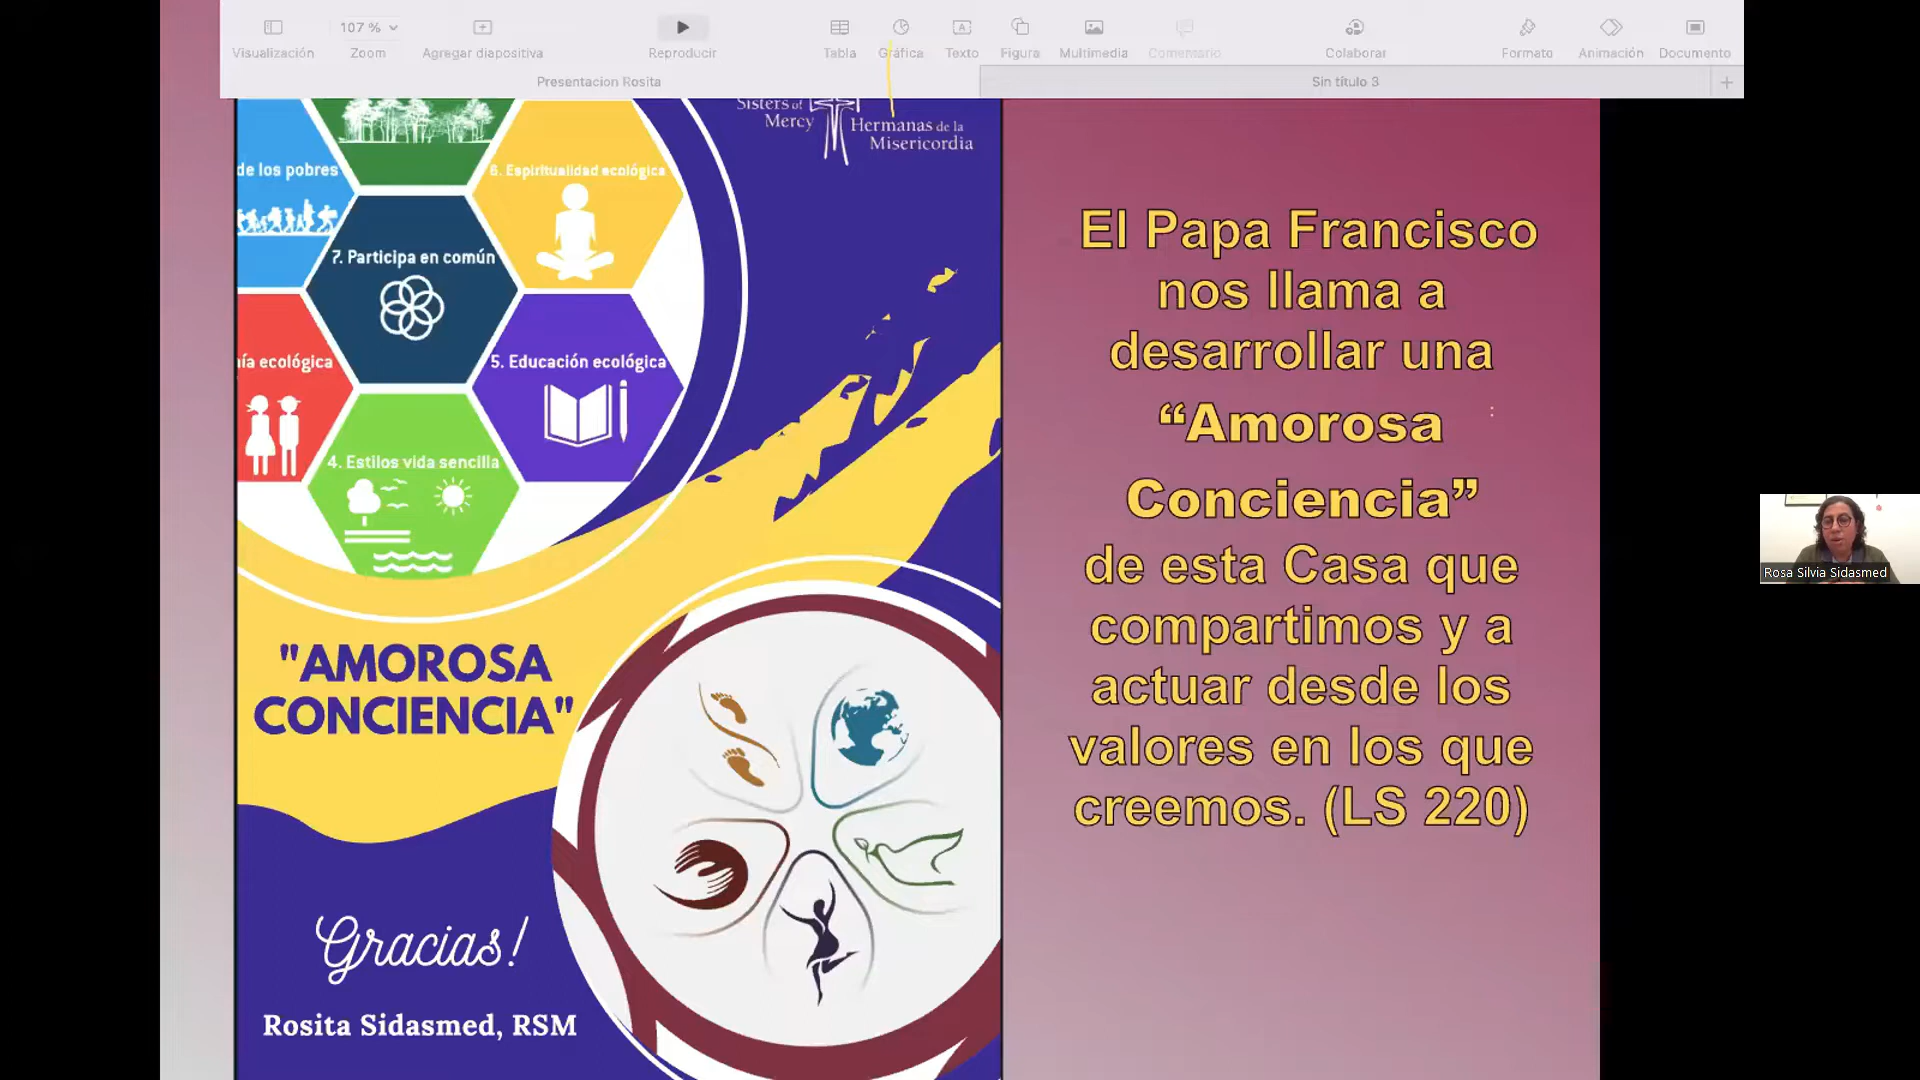 107 %
Visualización
Zoom
Agregar diapositiva
Reproducir
Tabla
Gráfica
Texto
Figura
Multimedia
Comentario
Colaborar
Formato
Animación
Documento
Presentacion Rosita
Sin título 3
Sisters of
Mercy
Hermanas de la
Misericordia
de los pobres
6. Espiritualidad ecológica
7. Participa en común
ía ecológica
5. Educación ecológica
4. Estilos vida sencilla
"AMOROSA
CONCIENCIA"
Gracias!
Rosita Sidasmed, RSM
El Papa Francisco
nos llama a
desarrollar una
“Amorosa
Conciencia”
de esta Casa que
compartimos y a
actuar desde los
valores en los que
creemos. (LS 220)
Rosa Silvia Sidasmed